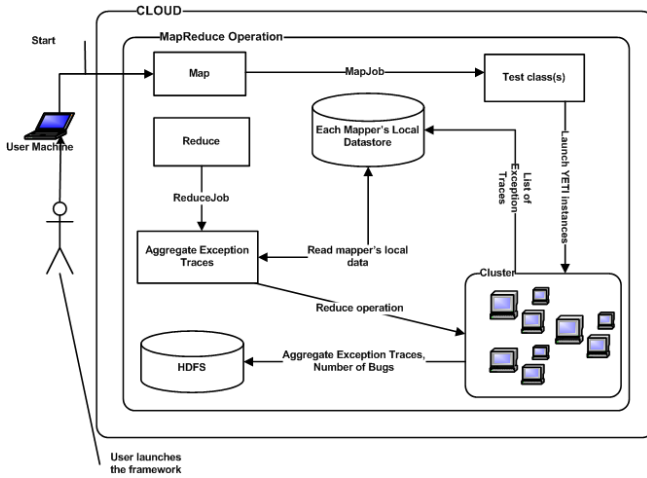 CLOUD
MapReduce Operation
Start
Map
MapJob
Test class(s)
User Machine
Reduce
Each Mapper's Local
Datastore
Launch YETI instances
List of
Exception
Traces
ReduceJob
Aggregate Exception
Traces
Read mapper's local
data
Cluster
Reduce operation
HDFS
Aggregate Exception Traces,
Number of Bugs
User launches
the framework